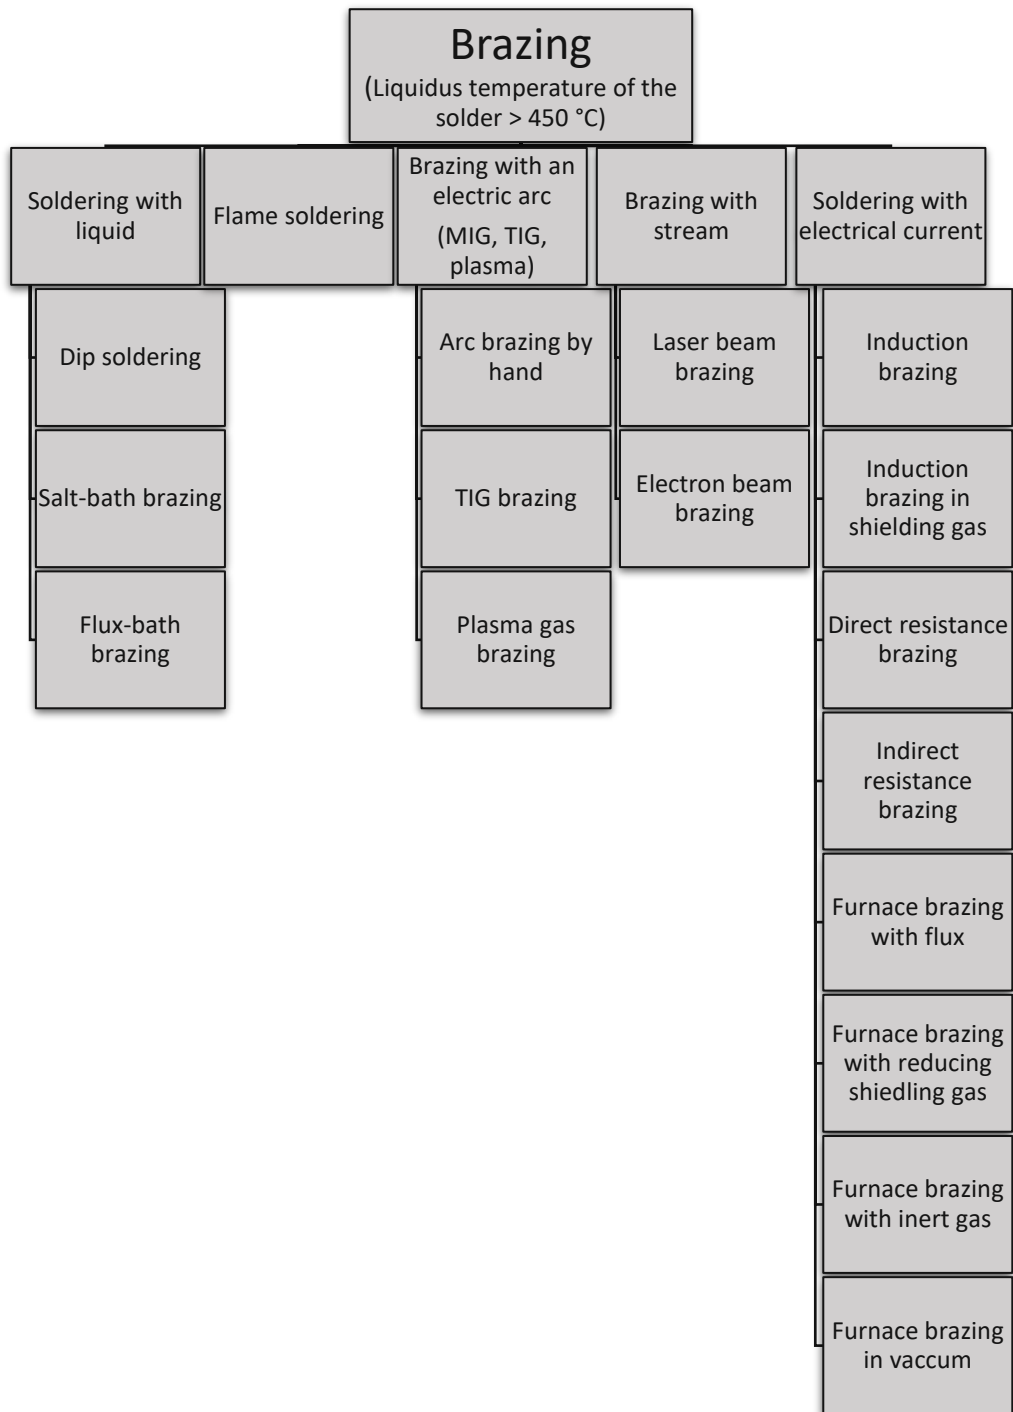 Brazing
(Liquidus temperature of the
solder > 450 °C)
Soldering with
liquid
Flame soldering
Brazing with an
electric arc
(MIG, TIG,
plasma)
Brazing with
stream
Soldering with
electrical current
Dip soldering
Salt-bath brazing
Flux-bath
brazing
Arc brazing by
hand
TIG brazing
Plasma gas
brazing
Laser beam
brazing
Electron beam
brazing
Induction
brazing
Induction
brazing in
shielding gas
Direct resistance
brazing
Indirect
resistance
brazing
Furnace brazing
with flux
Furnace brazing
with reducing
shiedling gas
Furnace brazing
with inert gas
Furnace brazing
in vaccum